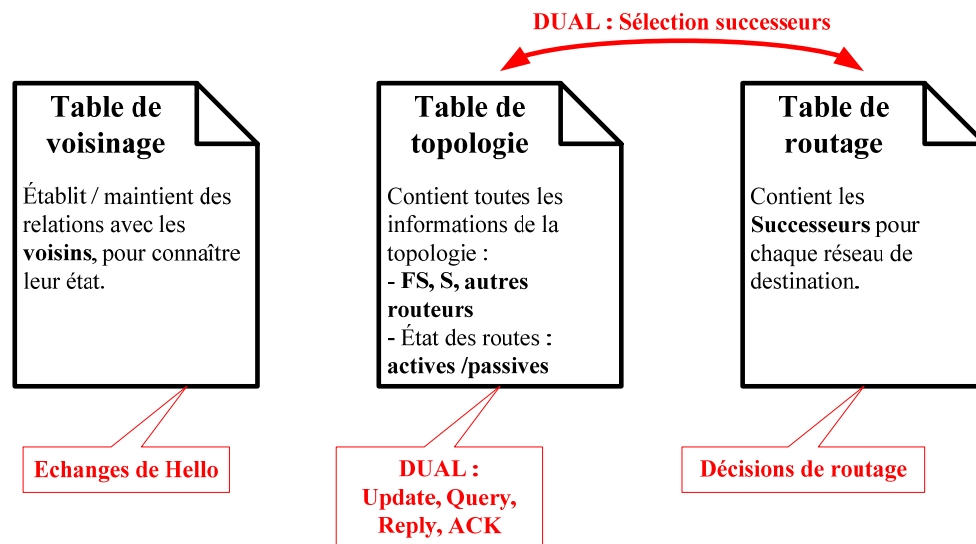 DUAL : Sélection successeurs
Table de
voisinage
Établit / maintient des
relations avec les
voisins, pour connaître
leur état.
Echanges de Hello
Table de
topologie
Contient toutes les
informations de la
topologie :
- FS, S, autres
routeurs
- État des routes :
actives /passives
DUAL :
Update, Query,
Reply, ACK
Table de
routage
Contient les
Successeurs pour
chaque réseau de
destination.
Décisions de routage